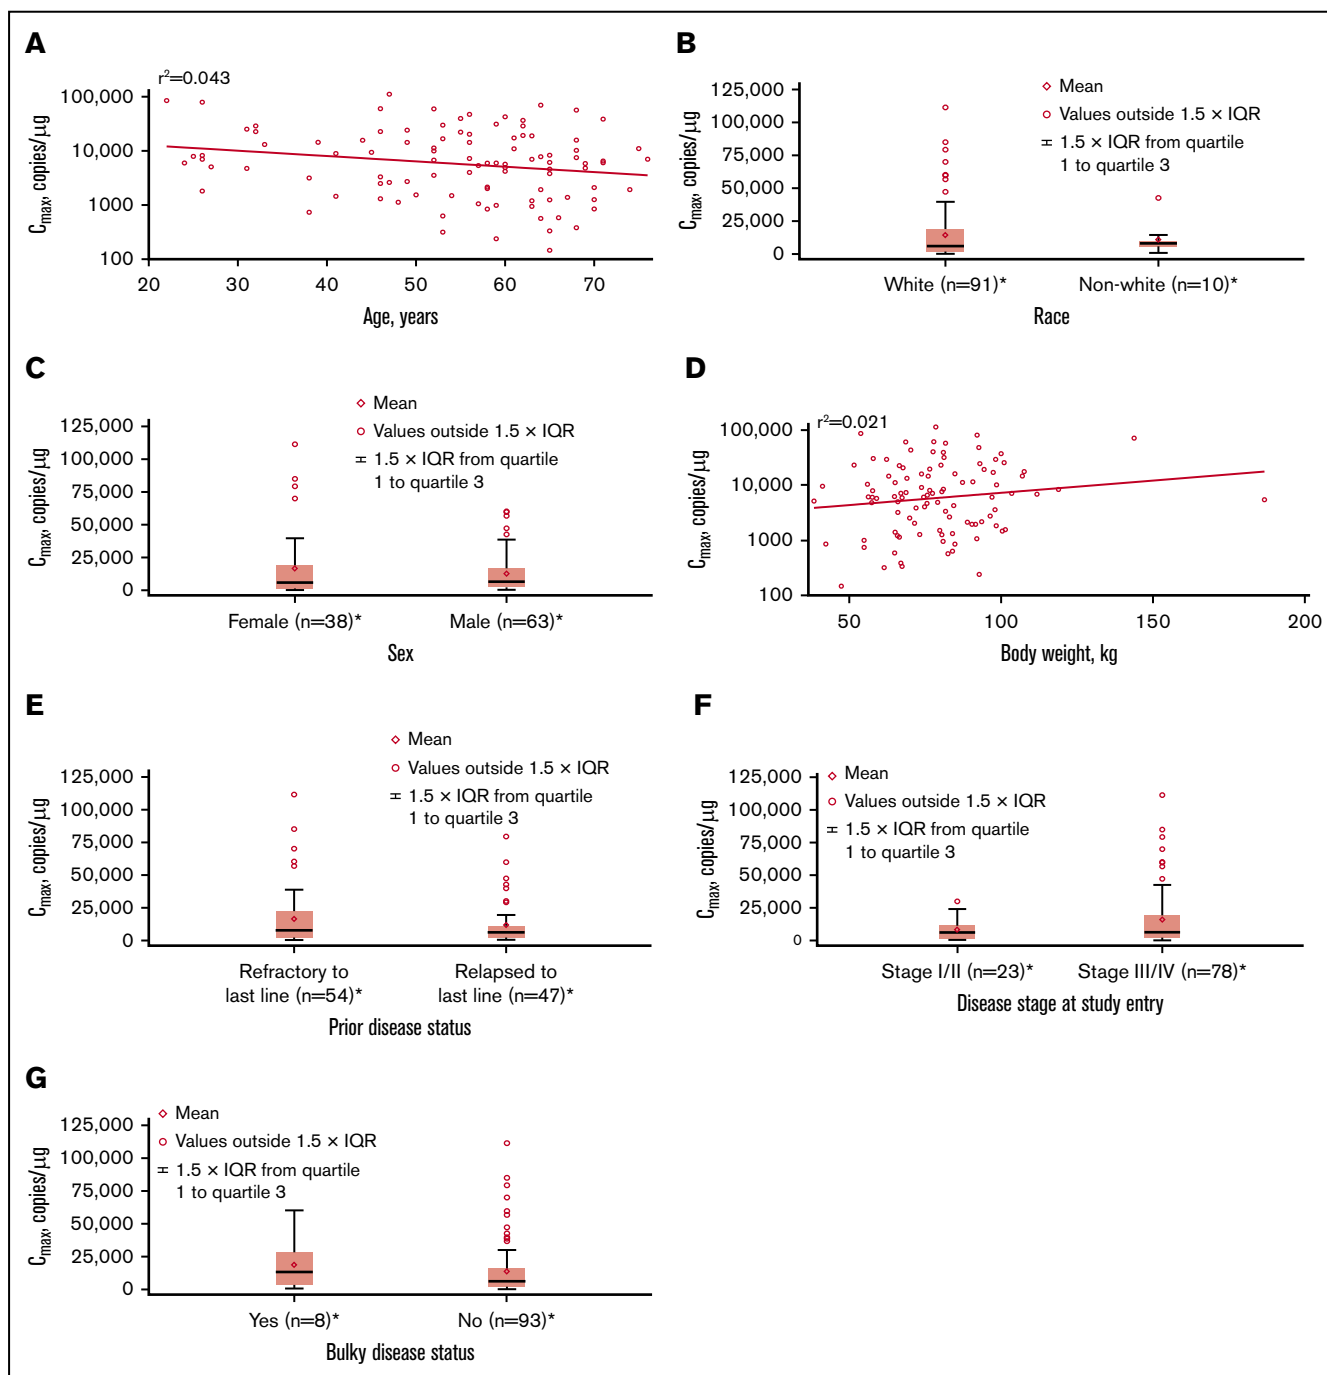 A
r²=0.043
100,000
10,000
1000
100
Cmax, copies/μg
20 30 40 50 60 70
Age, years
B
125,000
100,000
75,000
50,000
25,000
0
Cmax, copies/μg
Mean
Values outside 1.5 × IQR
1.5 × IQR from quartile
1 to quartile 3
White (n=91)* Non-white (n=10)*
Race
C
125,000
100,000
75,000
50,000
25,000
0
Cmax, copies/μg
Mean
Values outside 1.5 × IQR
1.5 × IQR from quartile
1 to quartile 3
Female (n=38)* Male (n=63)*
Sex
D
r²=0.021
100,000
10,000
1000
100
Cmax, copies/μg
50 100 150 200
Body weight, kg
E
125,000
100,000
75,000
50,000
25,000
0
Cmax, copies/μg
Mean
Values outside 1.5 × IQR
1.5 × IQR from quartile
1 to quartile 3
Refractory to
last line (n=54)*
Relapsed to
last line (n=47)*
Prior disease status
F
125,000
100,000
75,000
50,000
25,000
0
Cmax, copies/μg
Mean
Values outside 1.5 × IQR
1.5 × IQR from quartile
1 to quartile 3
Stage I/II (n=23)* Stage III/IV (n=78)*
Disease stage at study entry
G
125,000
100,000
75,000
50,000
25,000
0
Cmax, copies/μg
Mean
Values outside 1.5 × IQR
1.5 × IQR from quartile
1 to quartile 3
Yes (n=8)* No (n=93)*
Bulky disease status